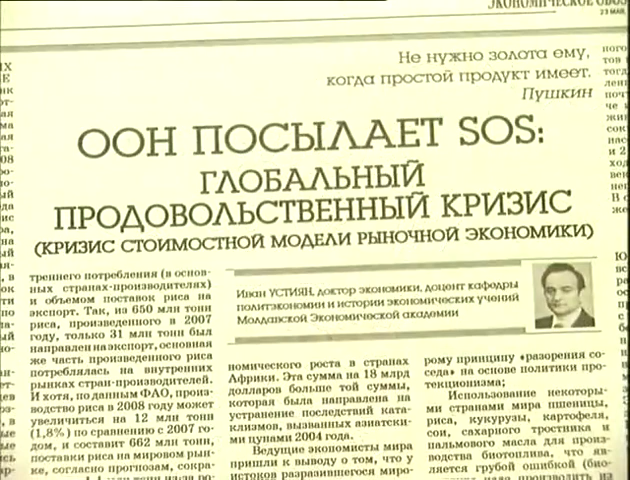 ЭКОНОМИЧЕСКОЕ
23 МАЯ,
Не нужно золота ему,
когда простой продукт имеет.
Пушкин
ООН ПОСЫЛАЕТ SOS:
ГЛОБАЛЬНЫЙ
ПРОДОВОЛЬСТВЕННЫЙ КРИЗИС
(КРИЗИС СТОИМОСТНОЙ МОДЕЛИ РЫНОЧНОЙ ЭКОНОМИКИ)
Иван УСТИЯН, доктор экономики, доцент кафедры
политэкономии и истории экономических учений
Молдавской Экономической академии
треннего потребления (в основ-
ных странах-производителях)
и объемом поставок риса на
экспорт. Так, из 650 млн тонн
риса, произведенного в 2007
году, только 31 млн тонн был
направлен на экспорт, основная
же часть произведенного риса
потреблялась на внутренних
рынках стран-производителей.
И хотя, по данным ФАО, произ-
водство риса в 2008 году может
увеличиться на 12 млн тонн
(1,8%) по сравнению с 2007 го-
дом, и составит 662 млн тонн,
поставки риса на мировом рын-
ке, согласно прогнозам, сокра-
номического роста в странах
Африки. Эта сумма на 18 млрд
долларов больше той суммы,
которая была направлена на
устранение последствий ката-
клизмов, вызванных азиатски-
ми цунами 2004 года.
Ведущие экономисты мира
пришли к выводу о том, что у
истоков разразившегося миро-
рому принципу «разорения со-
седа» на основе политики про-
текционизма;
Использование некоторы-
ми странами мира пшеницы,
риса, кукурузы, картофеля,
сои, сахарного тростника и
пальмового масла для произ-
водства биотоплива, что яв-
ляется грубой ошибкой (био-